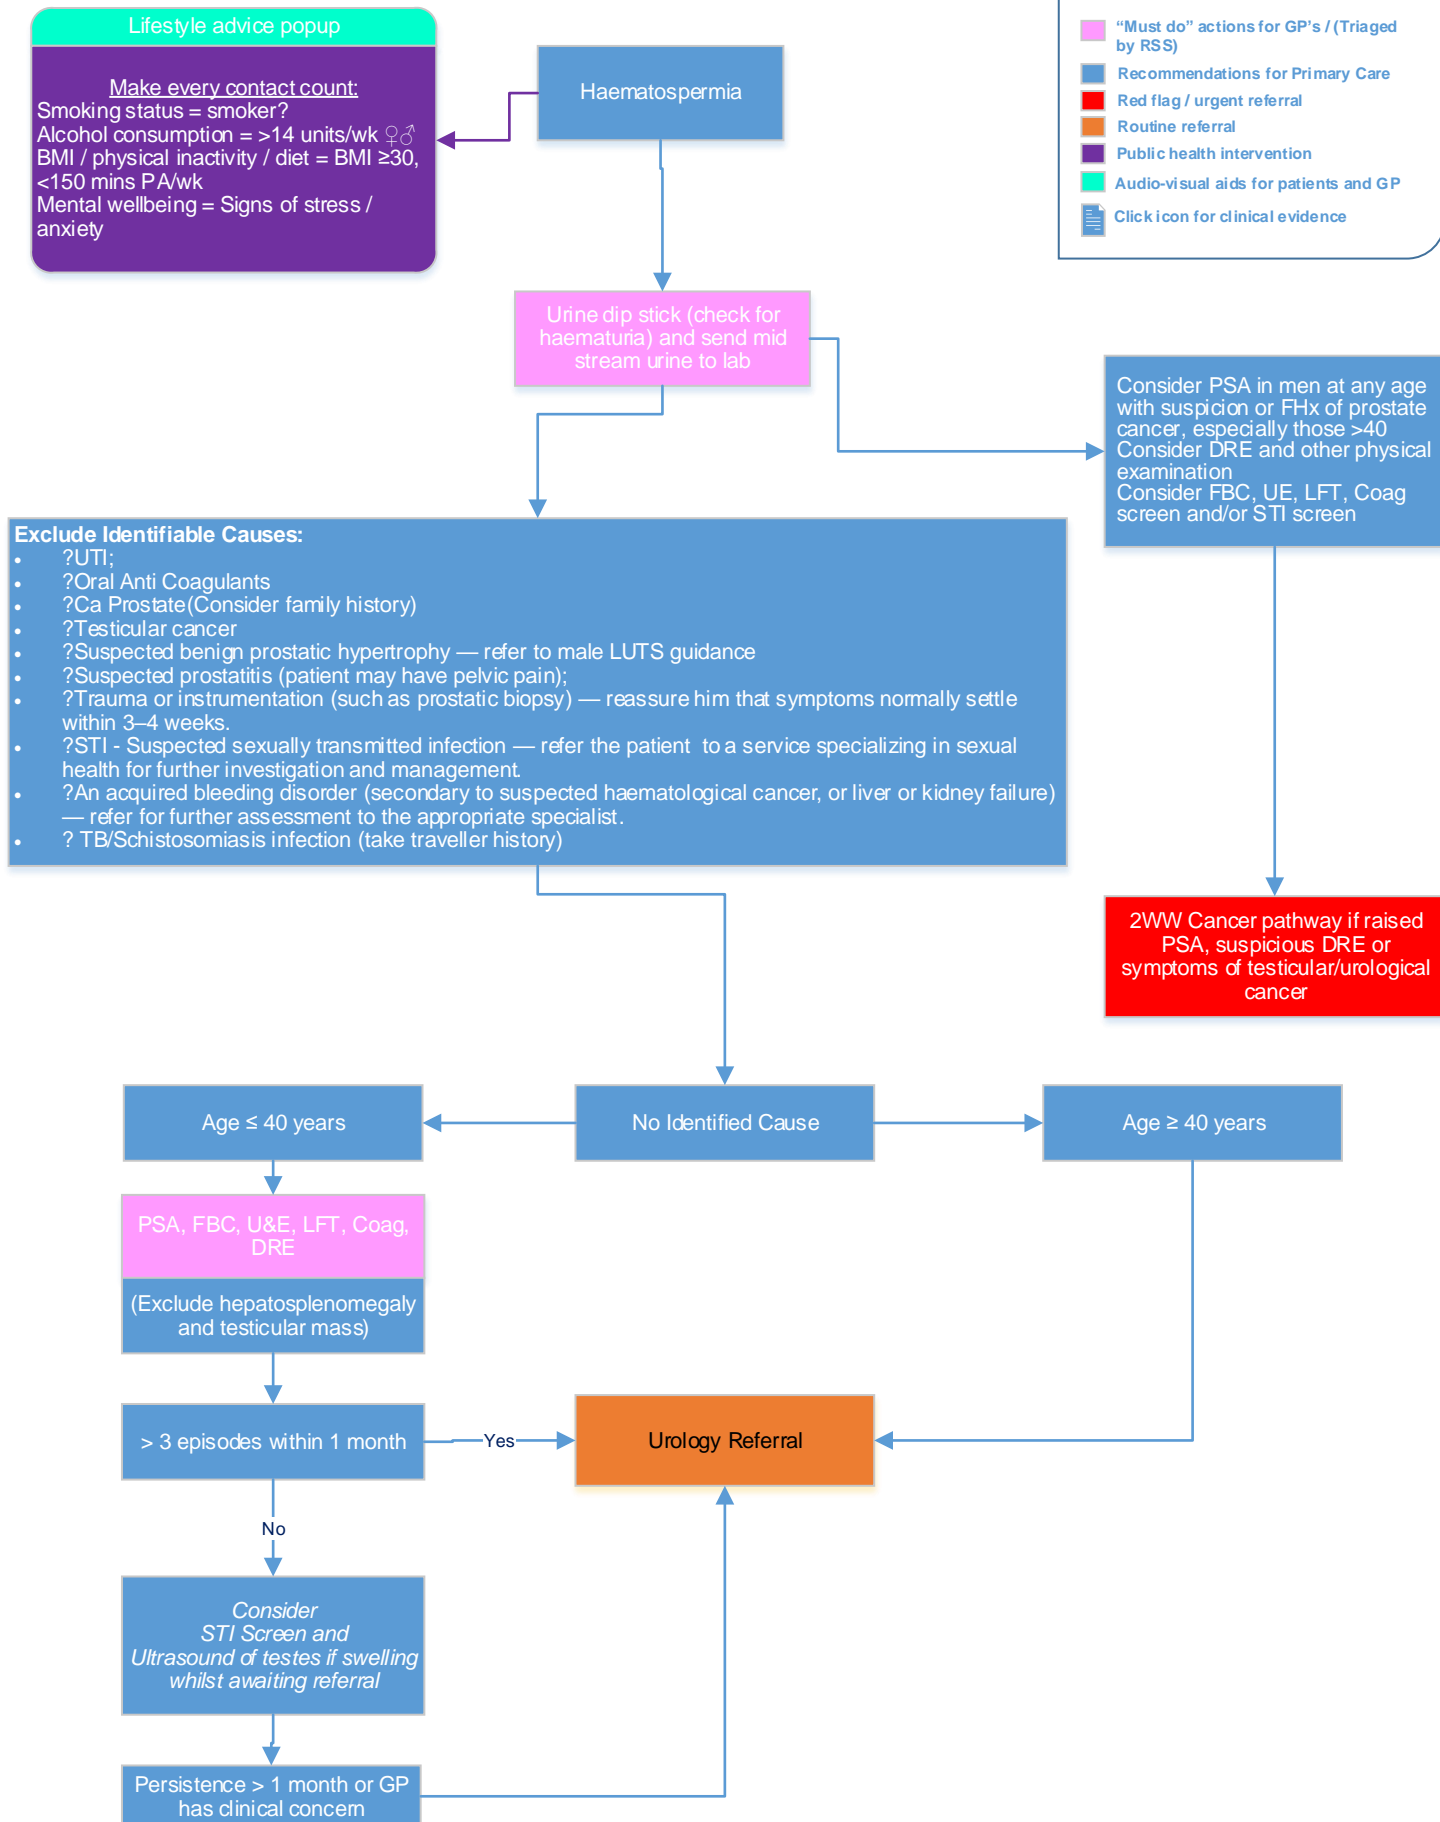 Lifestyle advice popup
Make every contact count:
Smoking status = smoker?
Alcohol consumption = >14 units/wk ♀♂
BMI / physical inactivity / diet = BMI ≥30,
<150 mins PA/wk
Mental wellbeing = Signs of stress /
anxiety
Haematospermia
“Must do” actions for GP's / (Triaged
by RSS)
Recommendations for Primary Care
Red flag / urgent referral
Routine referral
Public health intervention
Audio-visual aids for patients and GP
Click icon for clinical evidence
Urine dip stick (check for
haematuria) and send mid
stream urine to lab
Consider PSA in men at any age
with suspicion or FHx of prostate
cancer, especially those >40
Consider DRE and other physical
examination
Consider FBC, UE, LFT, Coag
screen and/or STI screen
Exclude Identifiable Causes:
• ?UTI;
• ?Oral Anti Coagulants
• ?Ca Prostate(Consider family history)
• ?Testicular cancer
• ?Suspected benign prostatic hypertrophy — refer to male LUTS guidance
• ?Suspected prostatitis (patient may have pelvic pain);
• ?Trauma or instrumentation (such as prostatic biopsy) — reassure him that symptoms normally settle
within 3–4 weeks.
• ?STI - Suspected sexually transmitted infection — refer the patient to a service specializing in sexual
health for further investigation and management.
• ?An acquired bleeding disorder (secondary to suspected haematological cancer, or liver or kidney failure)
— refer for further assessment to the appropriate specialist.
• ? TB/Schistosomiasis infection (take traveller history)
2WW Cancer pathway if raised
PSA, suspicious DRE or
symptoms of testicular/urological
cancer
Age ≤ 40 years
No Identified Cause
Age ≥ 40 years
PSA, FBC, U&E, LFT, Coag,
DRE
(Exclude hepatosplenomegaly
and testicular mass)
> 3 episodes within 1 month
Yes
Urology Referral
No
Consider
STI Screen and
Ultrasound of testes if swelling
whilst awaiting referral
Persistence > 1 month or GP
has clinical concern